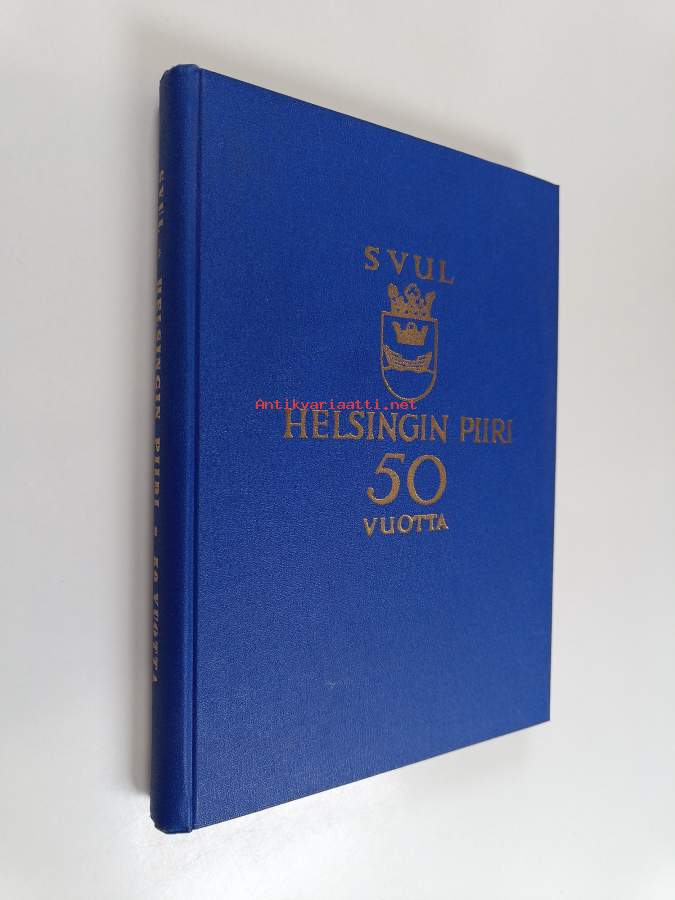 SVUL
HELSINGIN PIIRI
50
VUOTTA
Antikvariaatti.net
SVUL - HELSINGIN PIIRI - 50 VUOTTA